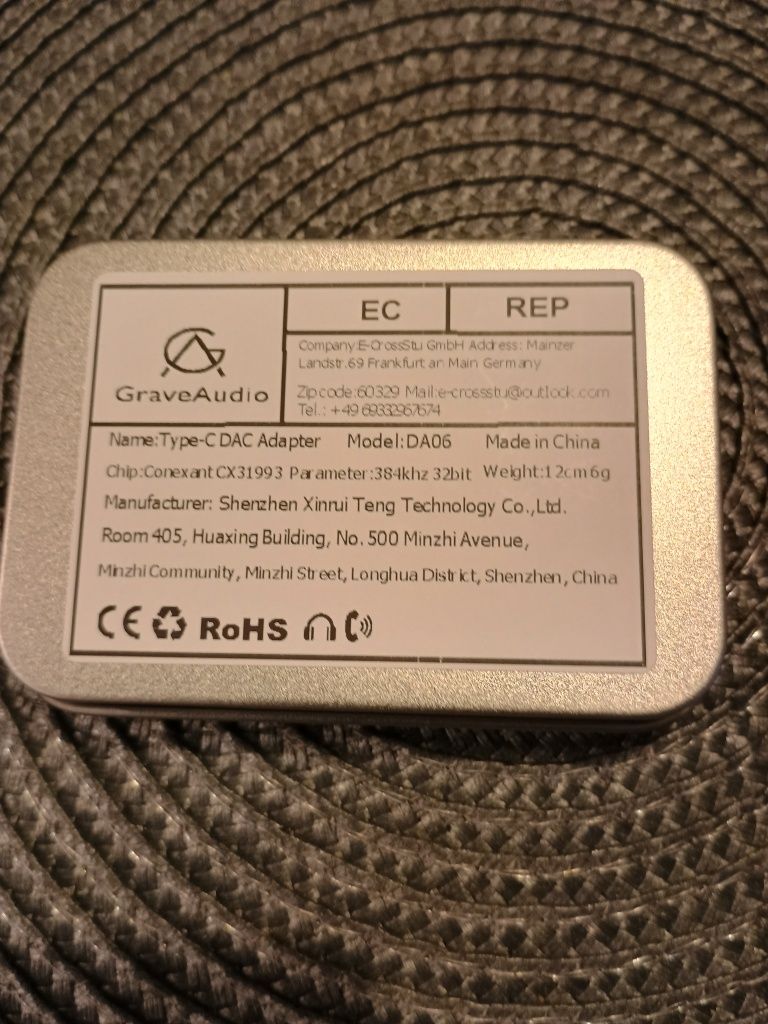 GraveAudio
EC REP
Company:E-CrossStu GmbH Address: Mainzer
Landstr.69 Frankfurt an Main Germany
Zipcode:60329 Mail:e-crosstu@outlock.com
Tel.: +49 69332967674
Name:Type-C DAC Adapter Model:DA06 Made in China
Chip:Conexant CX31993 Parameter:384khz 32bit Weight:12cm 6g
Manufacturer: Shenzhen Xinrui Teng Technology Co.,Ltd.
Room 405, Huaxing Building, No. 500 Minzhi Avenue,
Minzhi Community, Minzhi Street, Longhua District, Shenzhen, China
CE RoHS